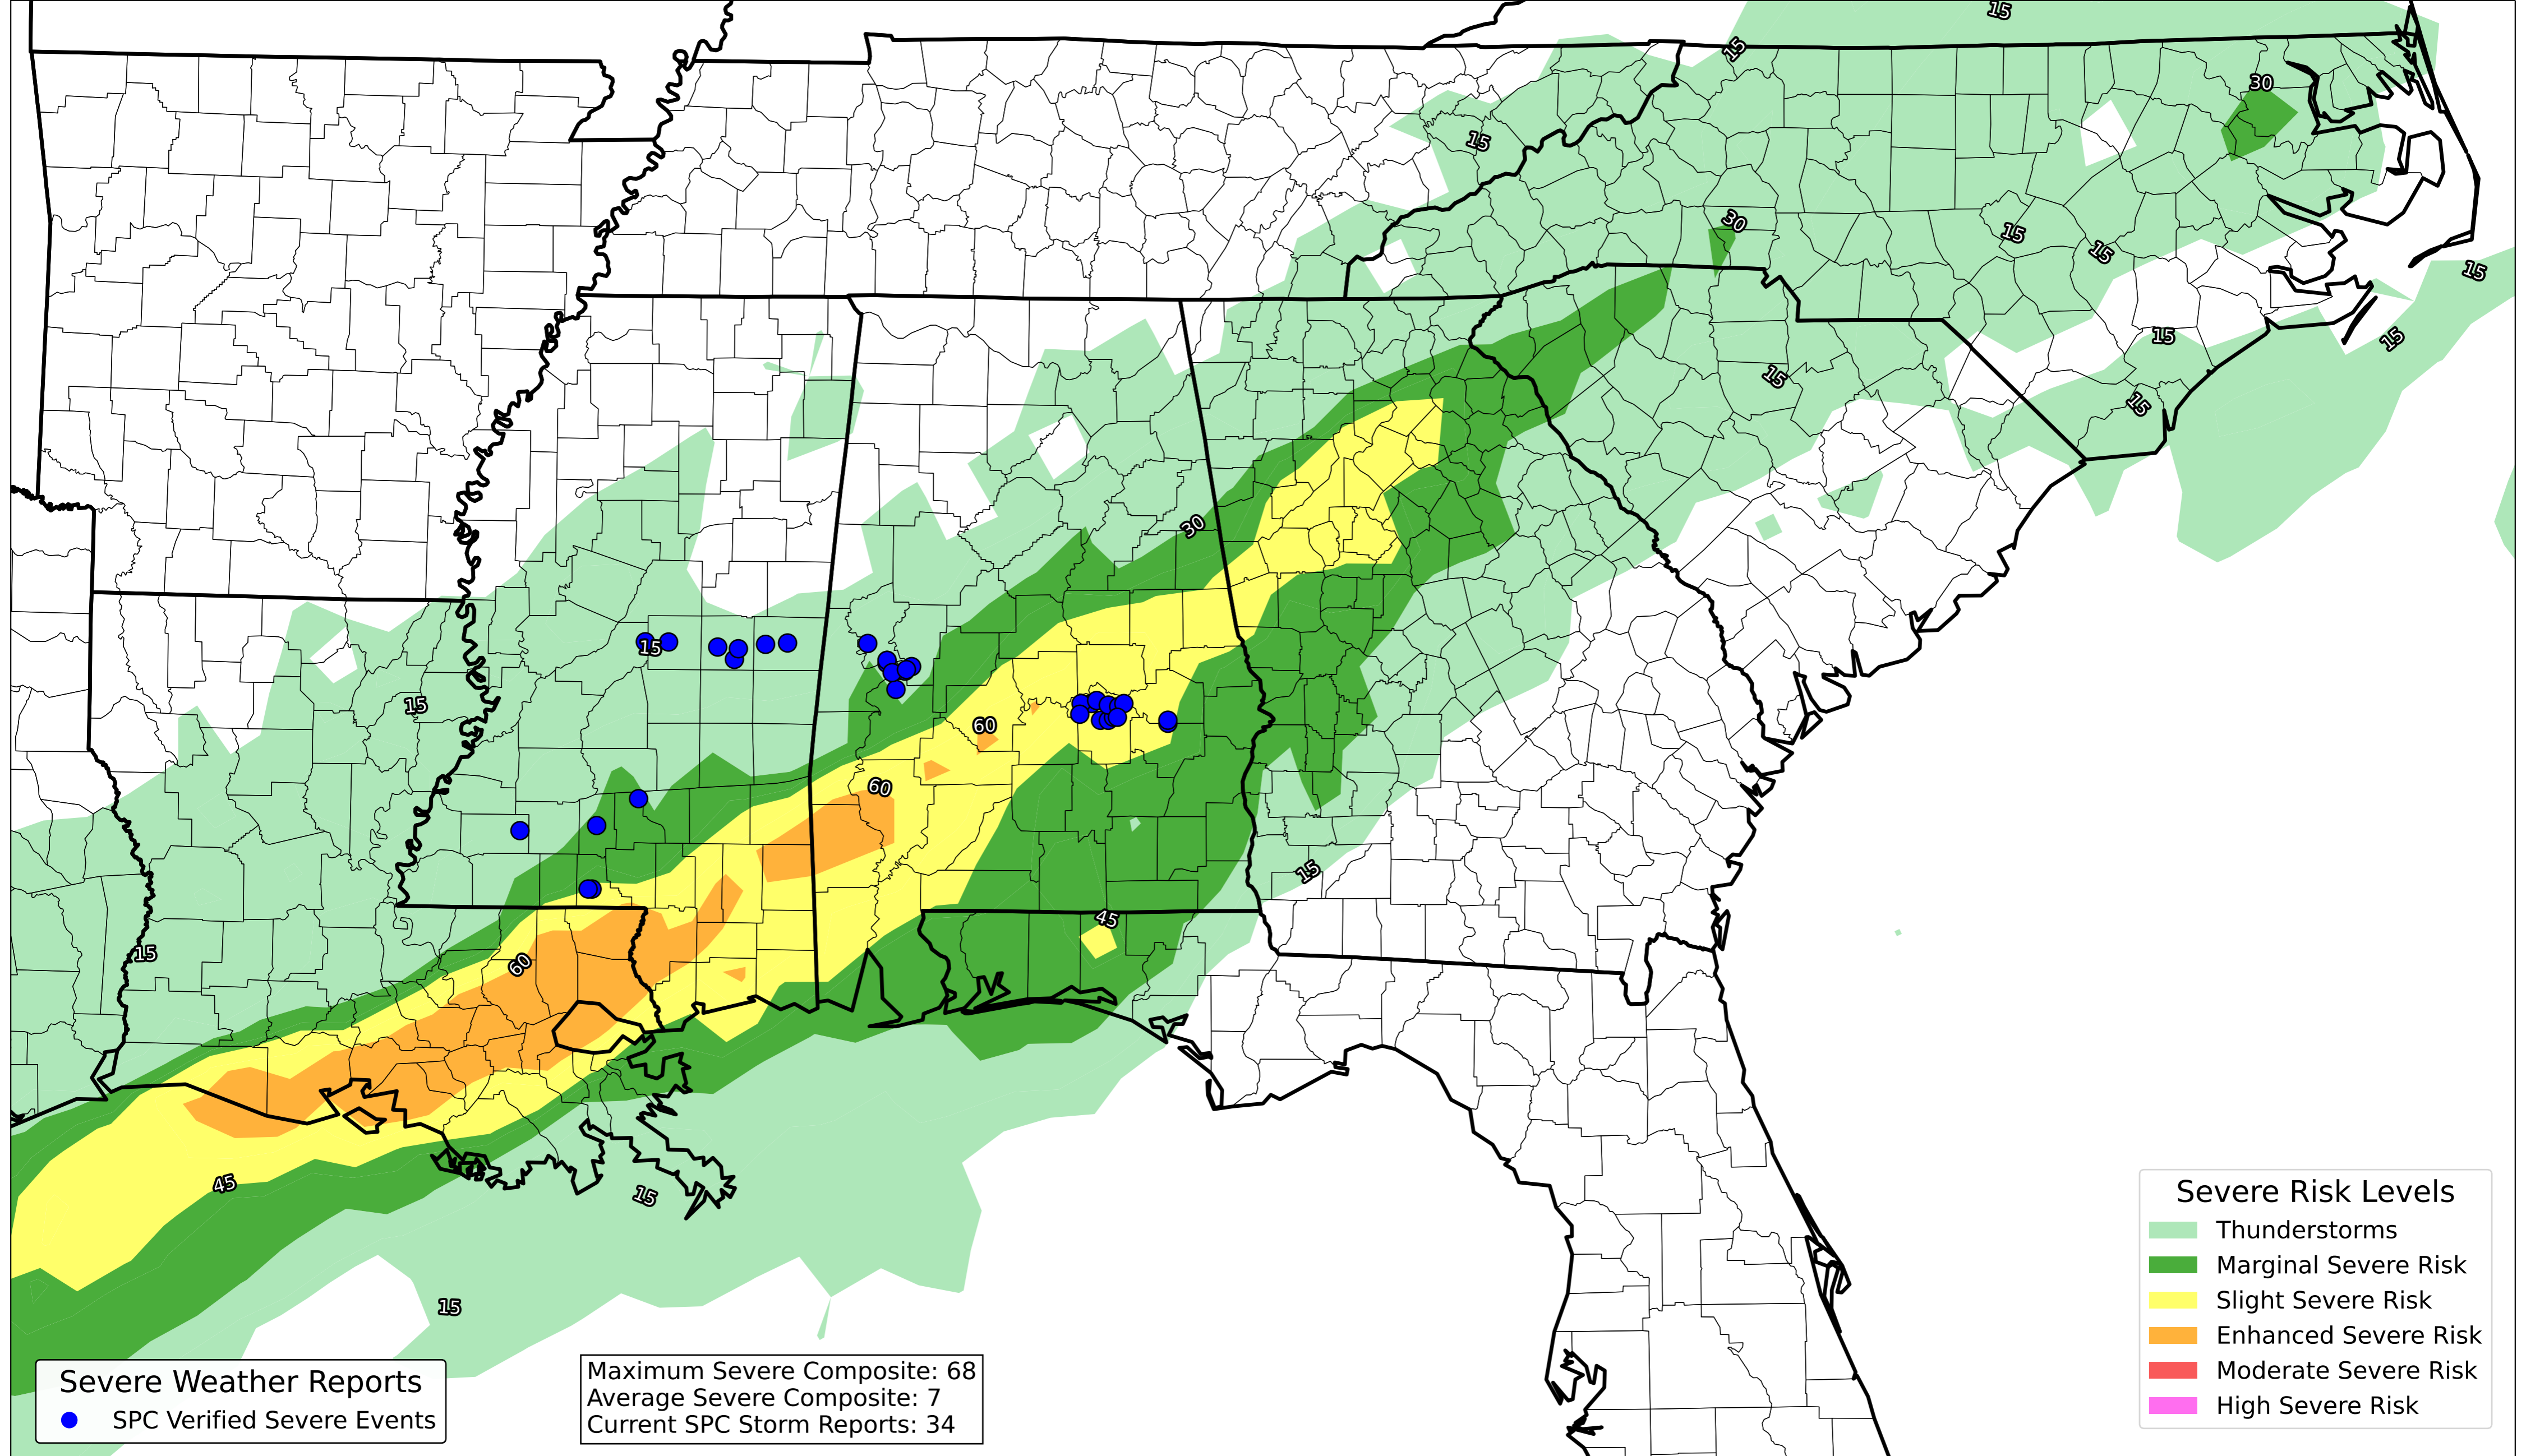 15
15
30
15
30
15
15
15
15
15
15
15
30
15
15
60
60
15
45
15
60
45
15
15
Severe Risk Levels
Thunderstorms
Marginal Severe Risk
Slight Severe Risk
Enhanced Severe Risk
Moderate Severe Risk
High Severe Risk
Severe Weather Reports
SPC Verified Severe Events
Maximum Severe Composite: 68
Average Severe Composite: 7
Current SPC Storm Reports: 34